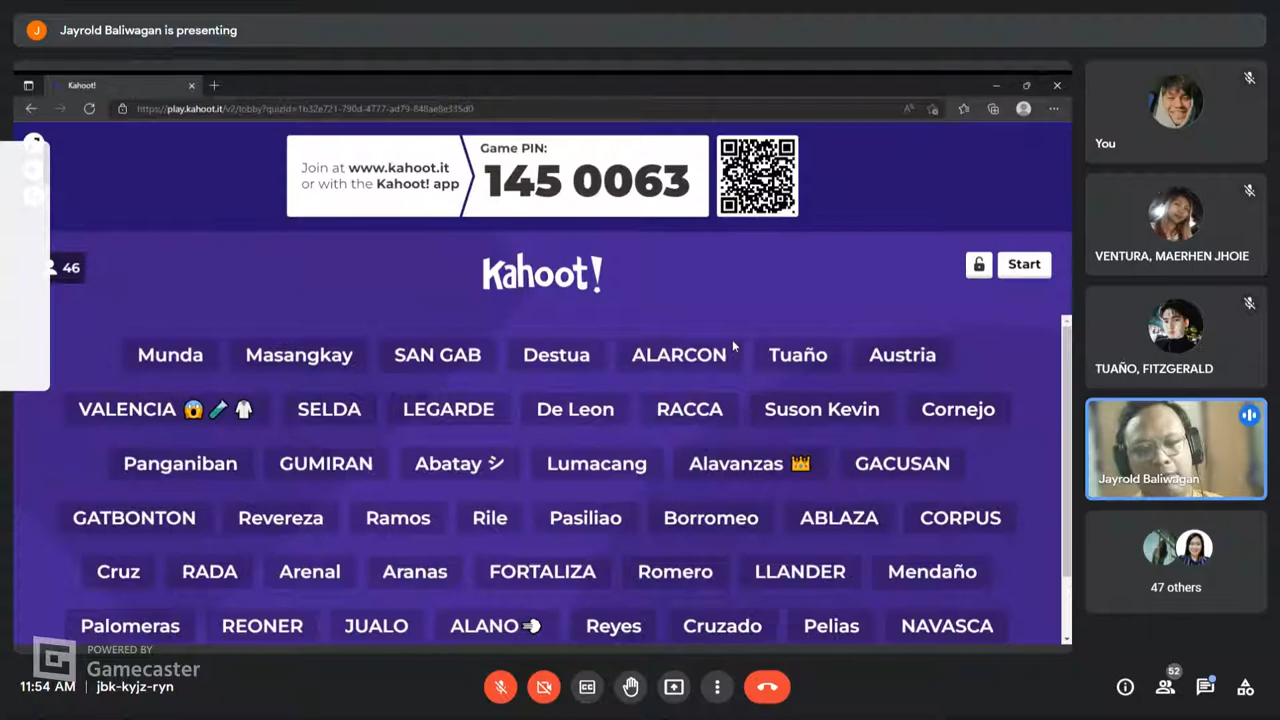 J Jayrold Baliwagan is presenting
Kahoot!
https://play.kahoot.it/v2/lobby?quizId=1b32e721-790d-4777-ad79-848ae8e335d0
Join at www.kahoot.it
or with the Kahoot! app
Game PIN:
145 0063
46
Kahoot!
Start
Munda Masangkay SAN GAB Destua ALARCON Tuaño Austria
VALENCIA 😱 🧪 🥼 SELDA LEGARDE De Leon RACCA Suson Kevin Cornejo
Panganiban GUMIRAN Abatay シ Lumacang Alavanzas 👑 GACUSAN
GATBONTON Revereza Ramos Rile Pasiliao Borromeo ABLAZA CORPUS
Cruz RADA Arenal Aranas FORTALIZA Romero LLANDER Mendaño
Palomeras REONER JUALO ALANO Reyes Cruzado Pelias NAVASCA
You
VENTURA, MAERHEN JHOIE
TUAÑO, FITZGERALD
Jayrold Baliwagan
47 others
POWERED BY
Gamecaster
11:54 AM | jbk-kyjz-ryn
52